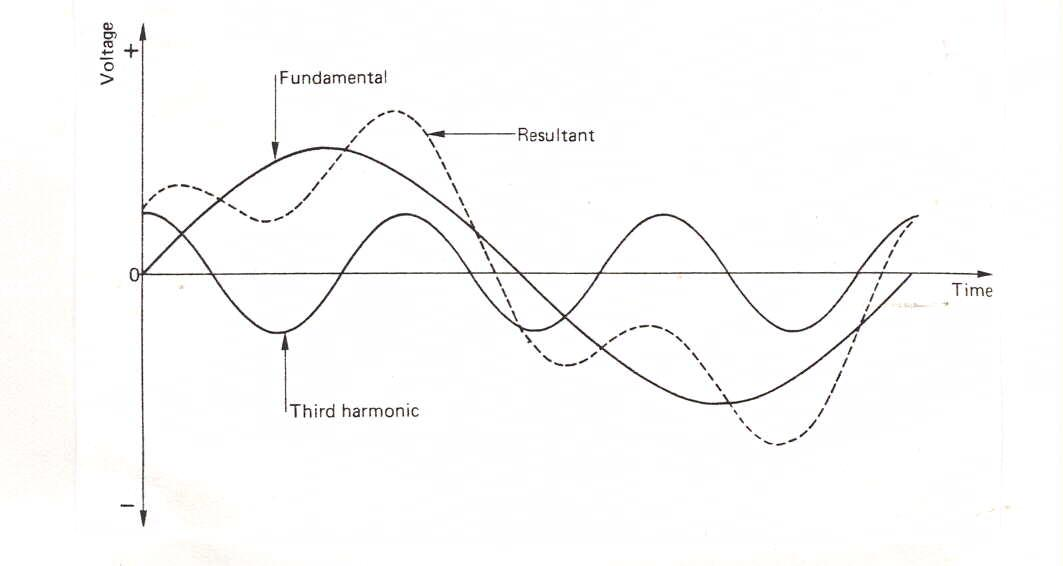 Voltage
+
Fundamental
Resultant
0
Time
Third harmonic
−